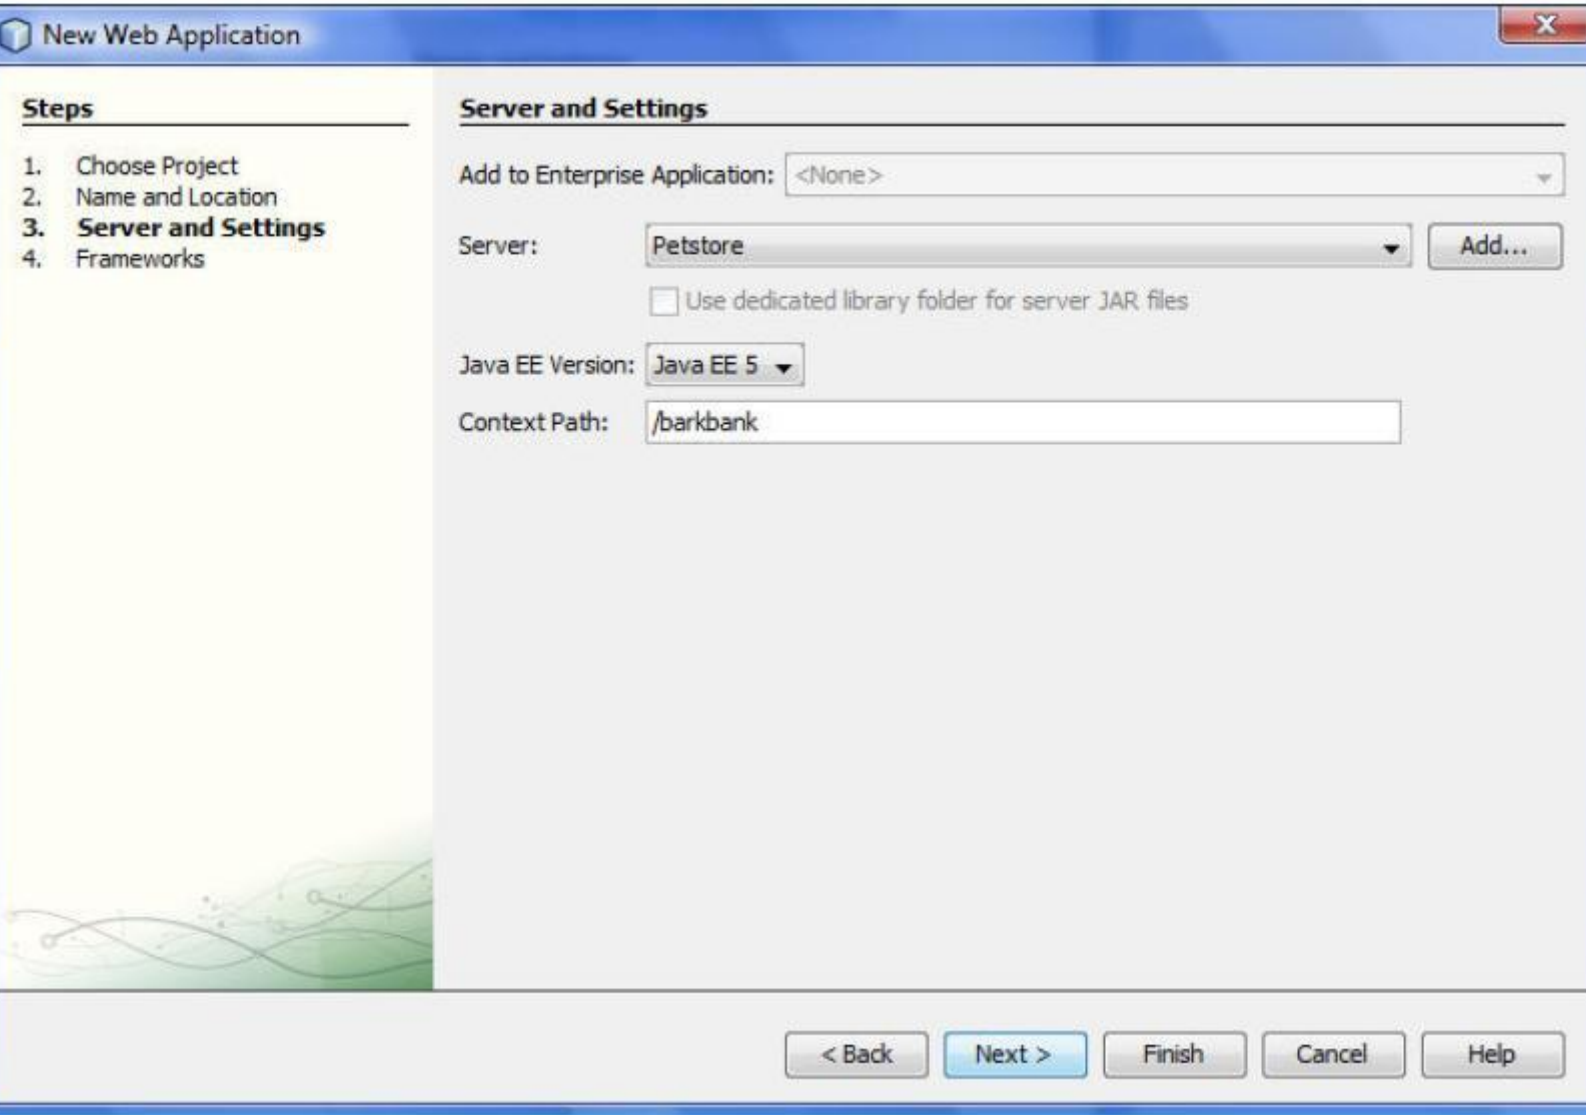 New Web Application
Steps
1. Choose Project
2. Name and Location
3. Server and Settings
4. Frameworks
Server and Settings
Add to Enterprise Application: <None>
Server: Petstore Add...
Use dedicated library folder for server JAR files
Java EE Version: Java EE 5
Context Path: /barkbank
< Back Next > Finish Cancel Help